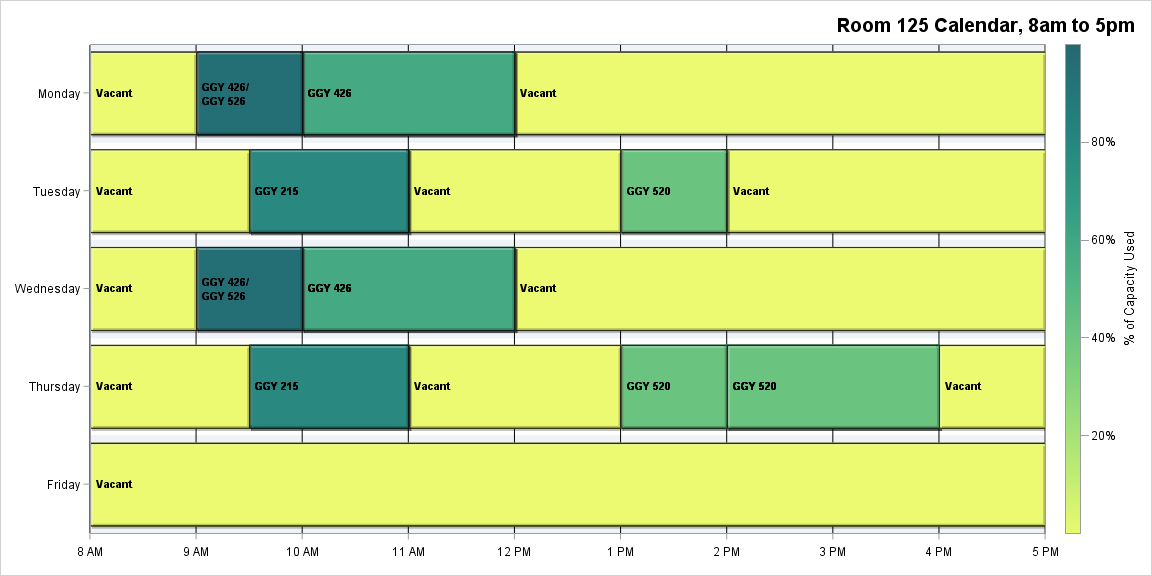 Room 125 Calendar, 8am to 5pm
Monday
Vacant
GGY 426/
GGY 526
GGY 426
Vacant
Tuesday
Vacant
GGY 215
Vacant
GGY 520
Vacant
Wednesday
Vacant
GGY 426/
GGY 526
GGY 426
Vacant
Thursday
Vacant
GGY 215
Vacant
GGY 520
GGY 520
Vacant
Friday
Vacant
8 AM
9 AM
10 AM
11 AM
12 PM
1 PM
2 PM
3 PM
4 PM
5 PM
80%
60%
40%
20%
% of Capacity Used